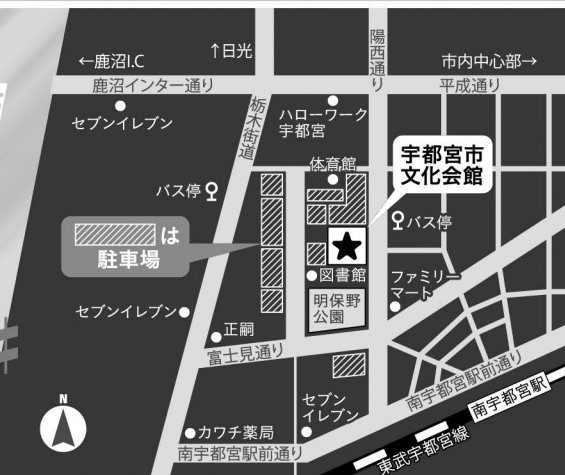 ←鹿沼I.C
↑日光
陽西通り
市内中心部→
鹿沼インター通り
平成通り
セブンイレブン
栃木街道
ハローワーク
宇都宮
体育館
宇都宮市
文化会館
バス停
バス停
は
駐車場
図書館
ファミリー
マート
明保野
公園
セブンイレブン
正嗣
富士見通り
南宇都宮駅前通り
南宇都宮駅
セブン
イレブン
N
カワチ薬局
南宇都宮駅前通り
東武宇都宮線